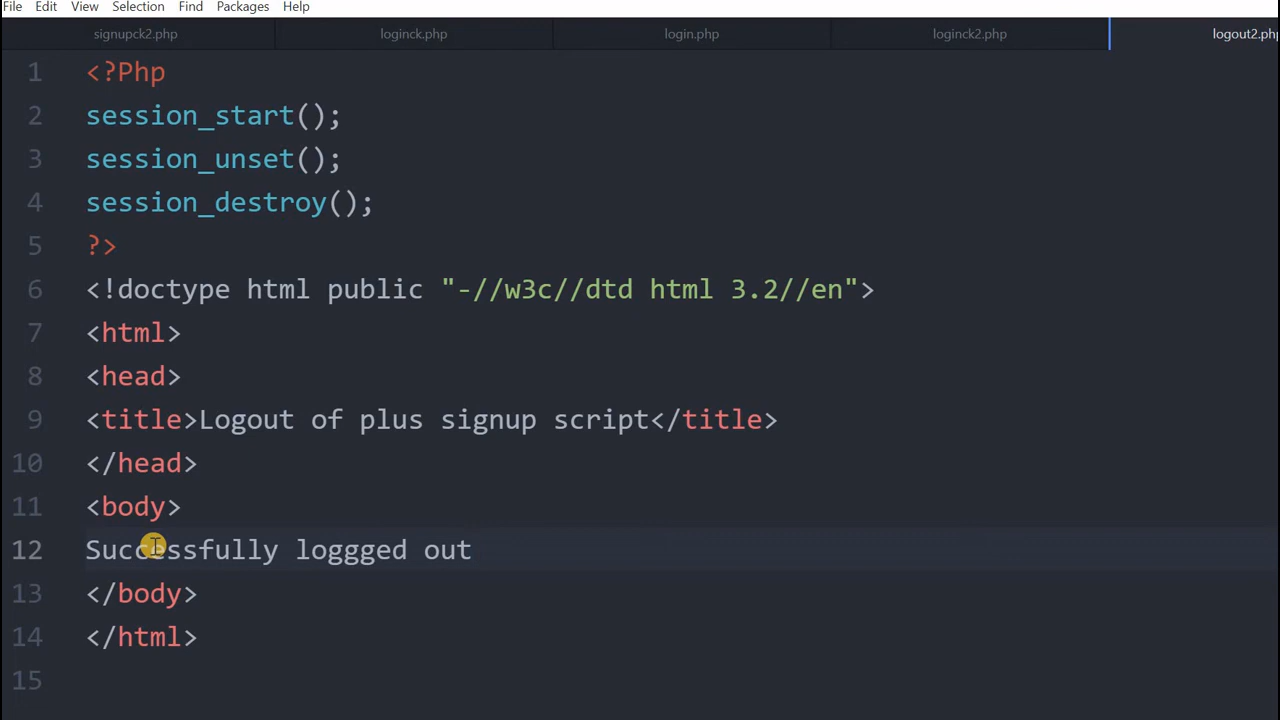 File Edit View Selection Find Packages Help
signupck2.php loginck.php login.php loginck2.php logout2.php
1 <?Php
2 session_start();
3 session_unset();
4 session_destroy();
5 ?>
6 <!doctype html public "-//w3c//dtd html 3.2//en">
7 <html>
8 <head>
9 <title>Logout of plus signup script</title>
10 </head>
11 <body>
12 Successfully loggged out
13 </body>
14 </html>
15